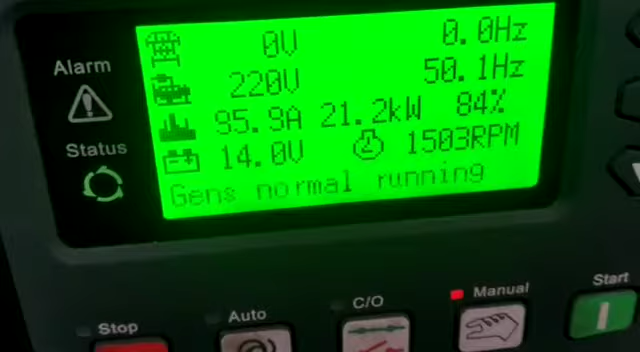 Alarm
Status
0V 0.0Hz
220V 50.1Hz
95.9A 21.2kW 84%
14.0V 1503RPM
Gens normal running
Stop
Auto
C/O
Manual
Start
I